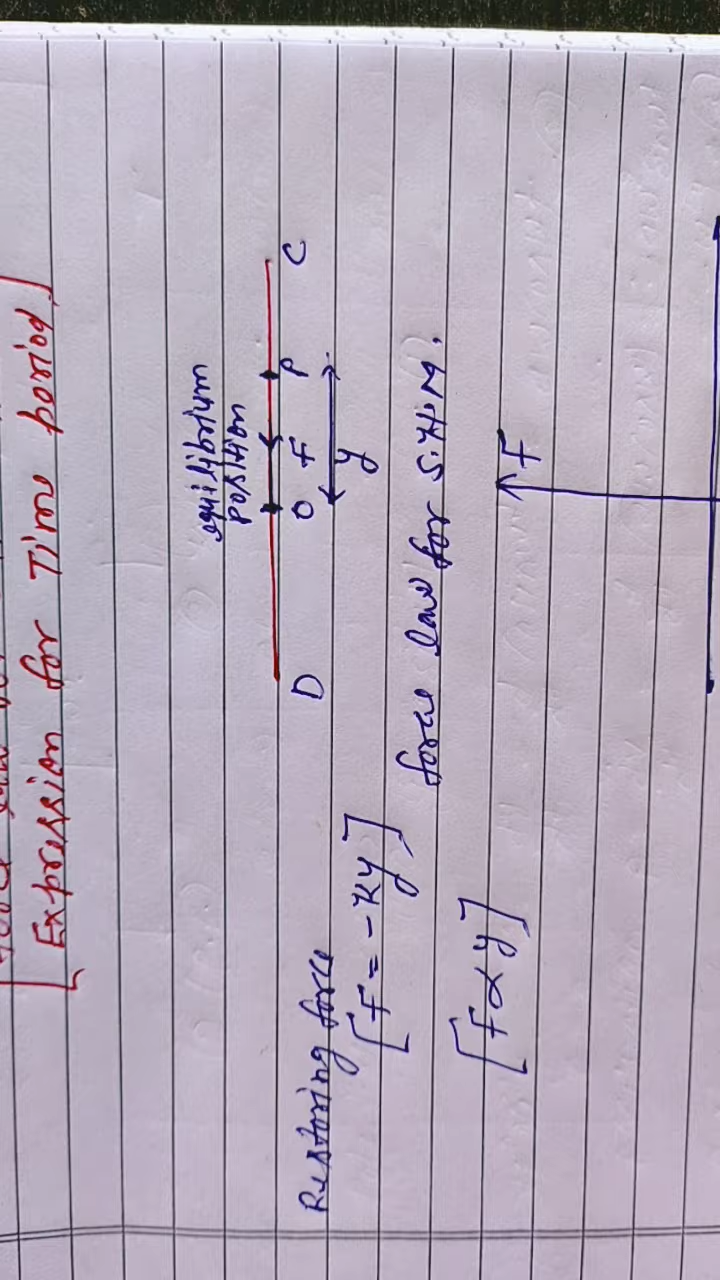 [Expression for Time period]
equilibrium
position
D O F P C
y
Restoring force
[F = -Ky] force law for S.H.M.
[F α y]
F